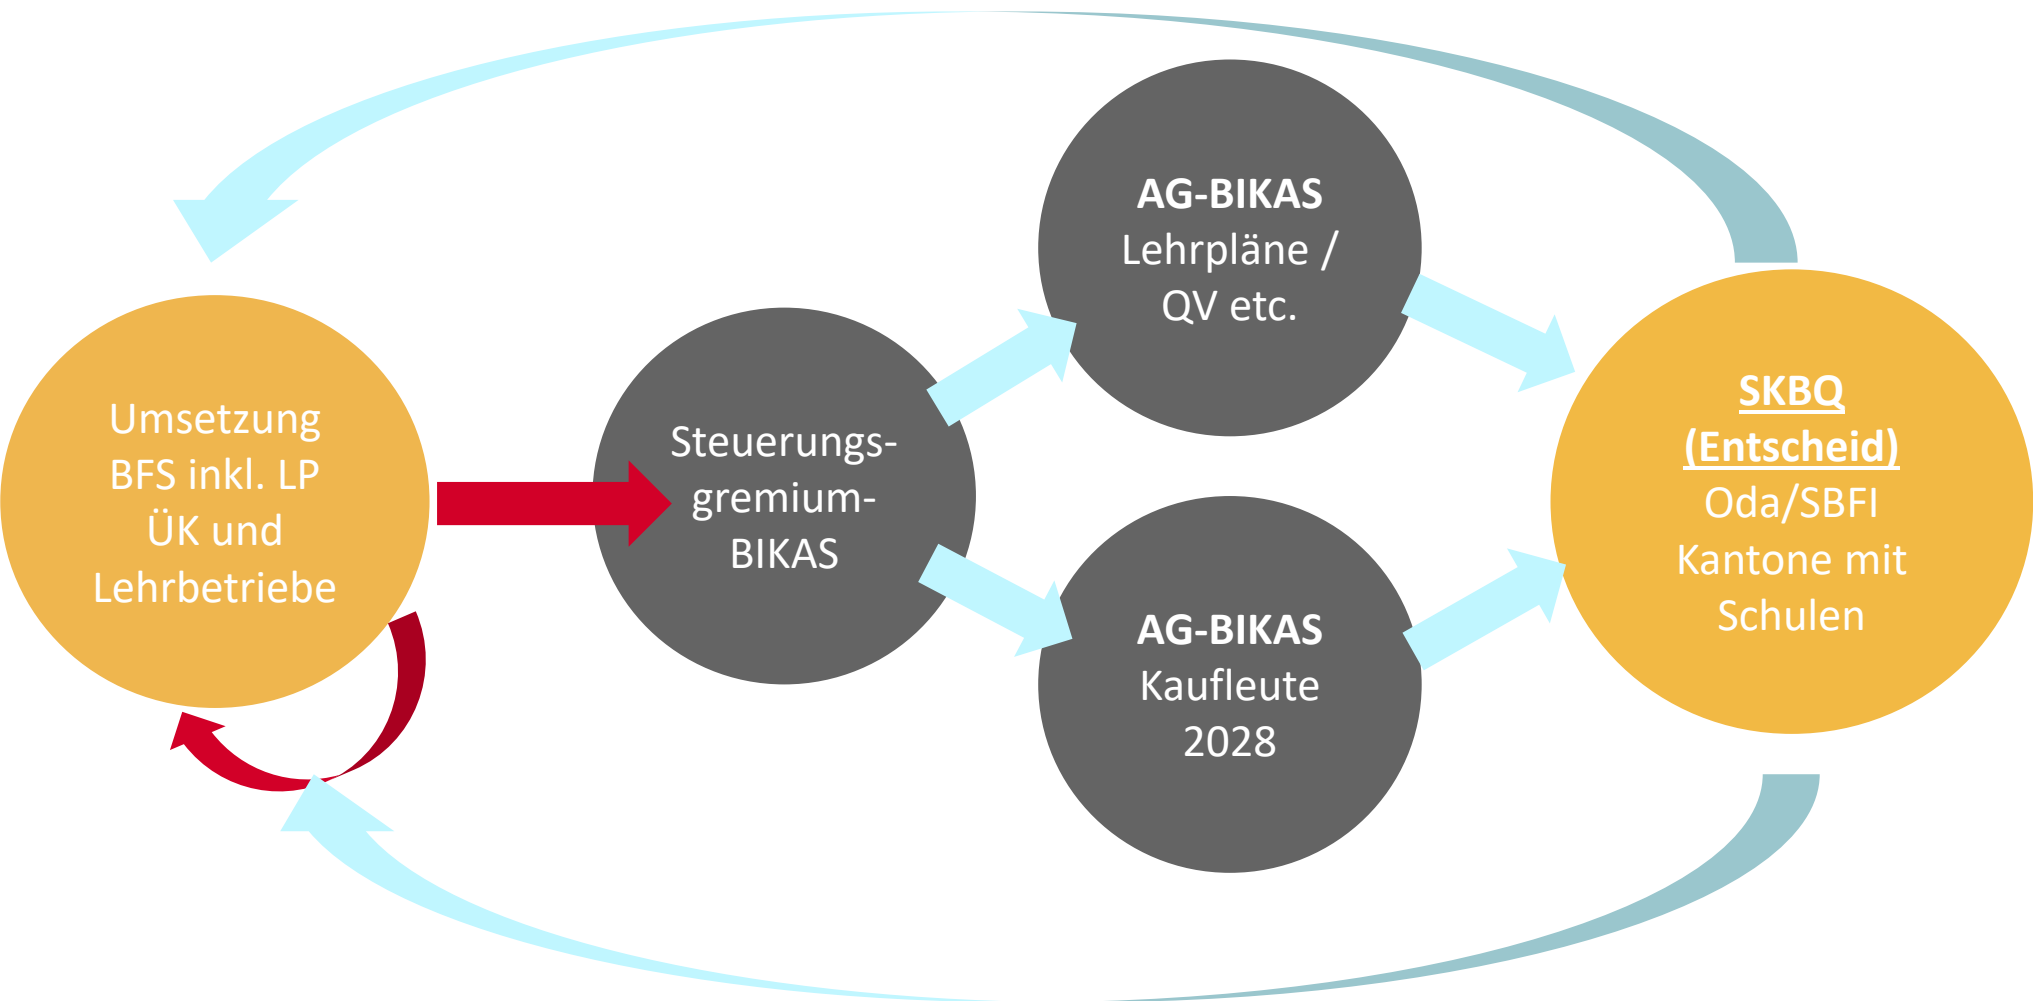 Umsetzung
BFS inkl. LP
ÜK und
Lehrbetriebe
Steuerungs-
gremium-
BIKAS
AG-BIKAS
Lehrpläne /
QV etc.
AG-BIKAS
Kaufleute
2028
SKBQ
(Entscheid)
Oda/SBFI
Kantone mit
Schulen